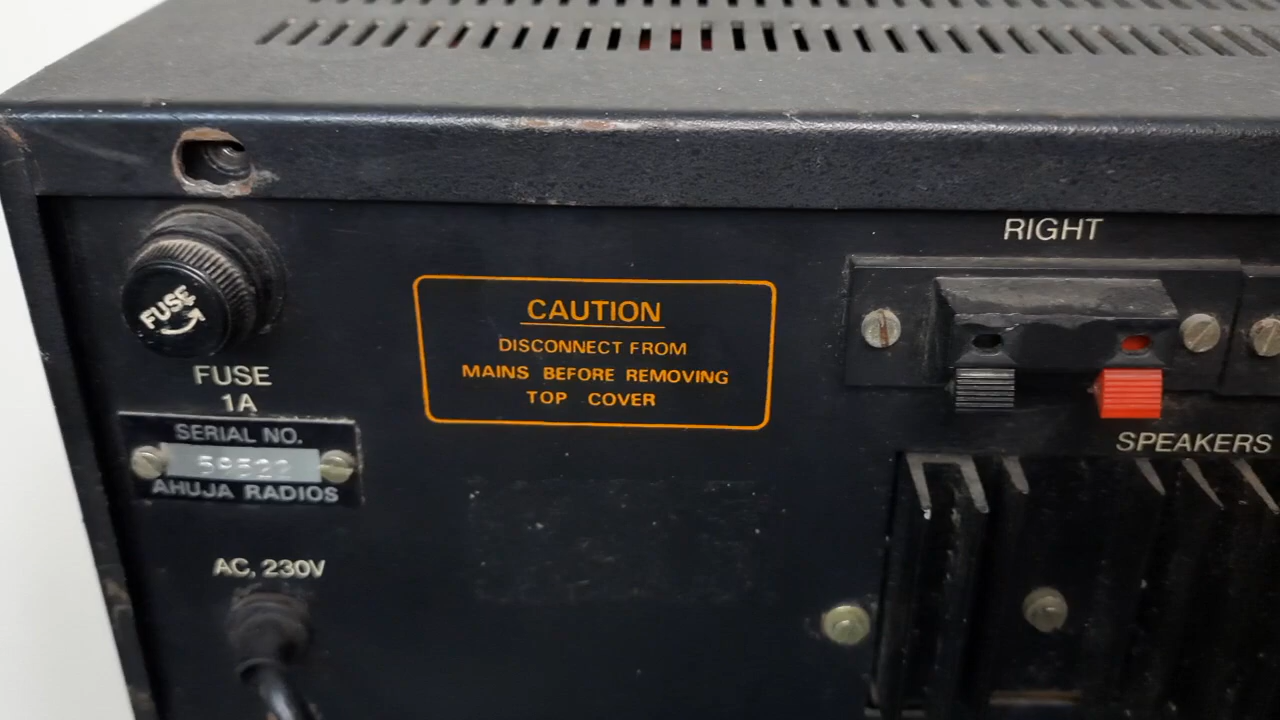 RIGHT
FUSE
CAUTION
DISCONNECT FROM
MAINS BEFORE REMOVING
TOP COVER
FUSE
1A
SERIAL NO.
AHUJA RADIOS
SPEAKERS
AC, 230V